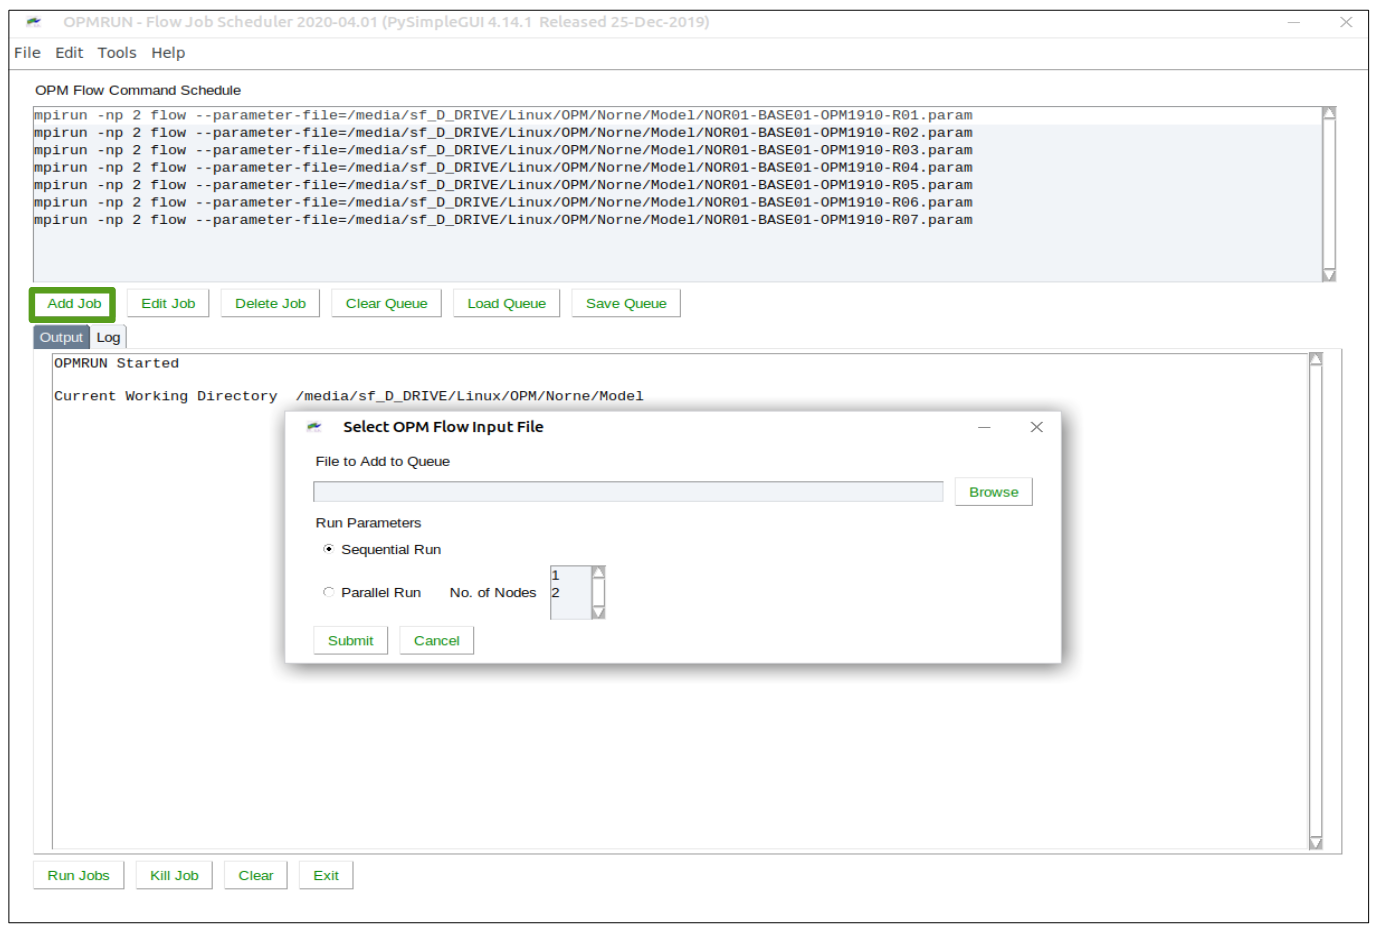 OPMRUN - Flow Job Scheduler 2020-04.01 (PySimpleGUI 4.14.1 Released 25-Dec-2019)
File Edit Tools Help
OPM Flow Command Schedule
mpirun -np 2 flow --parameter-file=/media/sf_D_DRIVE/Linux/OPM/Norne/Model/NOR01-BASE01-OPM1910-R01.param
mpirun -np 2 flow --parameter-file=/media/sf_D_DRIVE/Linux/OPM/Norne/Model/NOR01-BASE01-OPM1910-R02.param
mpirun -np 2 flow --parameter-file=/media/sf_D_DRIVE/Linux/OPM/Norne/Model/NOR01-BASE01-OPM1910-R03.param
mpirun -np 2 flow --parameter-file=/media/sf_D_DRIVE/Linux/OPM/Norne/Model/NOR01-BASE01-OPM1910-R04.param
mpirun -np 2 flow --parameter-file=/media/sf_D_DRIVE/Linux/OPM/Norne/Model/NOR01-BASE01-OPM1910-R05.param
mpirun -np 2 flow --parameter-file=/media/sf_D_DRIVE/Linux/OPM/Norne/Model/NOR01-BASE01-OPM1910-R06.param
mpirun -np 2 flow --parameter-file=/media/sf_D_DRIVE/Linux/OPM/Norne/Model/NOR01-BASE01-OPM1910-R07.param
Add Job Edit Job Delete Job Clear Queue Load Queue Save Queue
Output Log
OPMRUN Started
Current Working Directory /media/sf_D_DRIVE/Linux/OPM/Norne/Model
Select OPM Flow Input File
File to Add to Queue
Browse
Run Parameters
Sequential Run
1
Parallel Run No. of Nodes 2
Submit Cancel
Run Jobs Kill Job Clear Exit